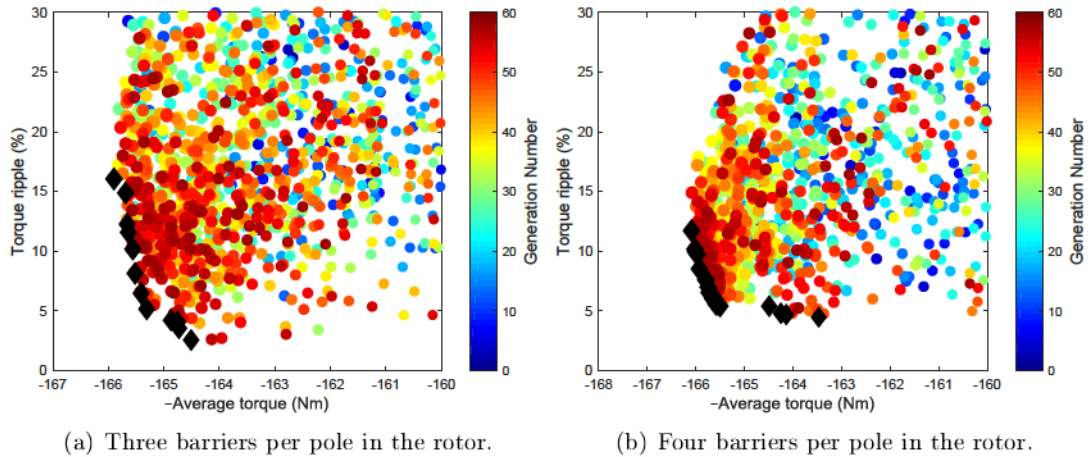 30
25
20
15
10
5
0
Torque ripple (%)
-167 -166 -165 -164 -163 -162 -161 -160
−Average torque (Nm)
60
50
40
30
20
10
0
Generation Number
(a) Three barriers per pole in the rotor.
30
25
20
15
10
5
0
Torque ripple (%)
-168 -167 -166 -165 -164 -163 -162 -161 -160
−Average torque (Nm)
60
50
40
30
20
10
0
Generation Number
(b) Four barriers per pole in the rotor.